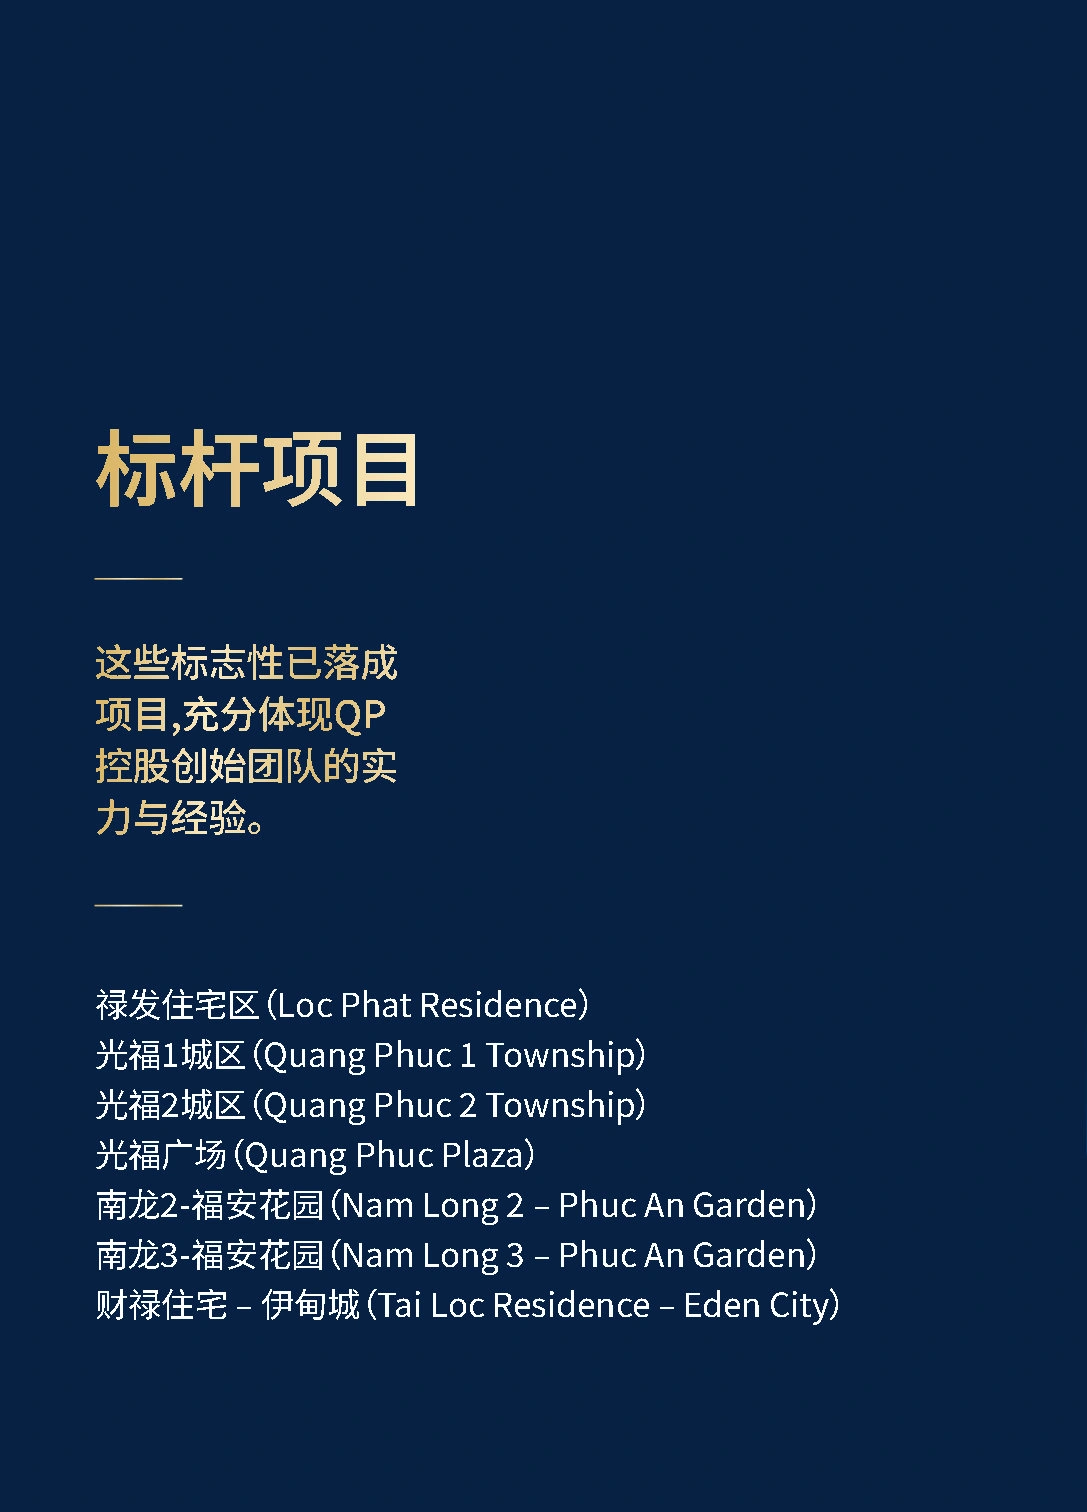 标杆项目
这些标志性已落成
项目,充分体现QP
控股创始团队的实
力与经验。
禄发住宅区（Loc Phat Residence）
光福1城区（Quang Phuc 1 Township）
光福2城区（Quang Phuc 2 Township）
光福广场（Quang Phuc Plaza）
南龙2-福安花园（Nam Long 2 – Phuc An Garden）
南龙3-福安花园（Nam Long 3 – Phuc An Garden）
财禄住宅 – 伊甸城（Tai Loc Residence – Eden City）